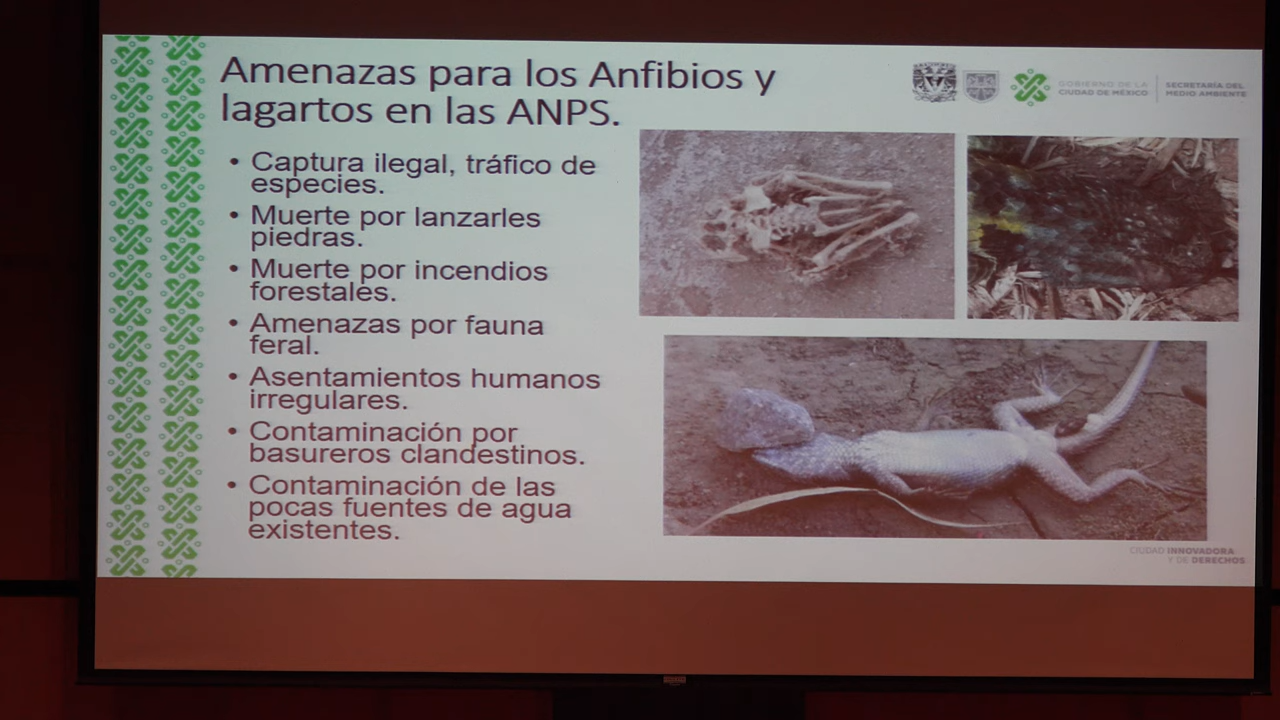 Amenazas para los Anfibios y
lagartos en las ANPS.
GOBIERNO DE LA
CIUDAD DE MÉXICO
SECRETARÍA DEL
MEDIO AMBIENTE
• Captura ilegal, tráfico de
especies.
• Muerte por lanzarles
piedras.
• Muerte por incendios
forestales.
• Amenazas por fauna
feral.
• Asentamientos humanos
irregulares.
• Contaminación por
basureros clandestinos.
• Contaminación de las
pocas fuentes de agua
existentes.
CIUDAD INNOVADORA
Y DE DERECHOS